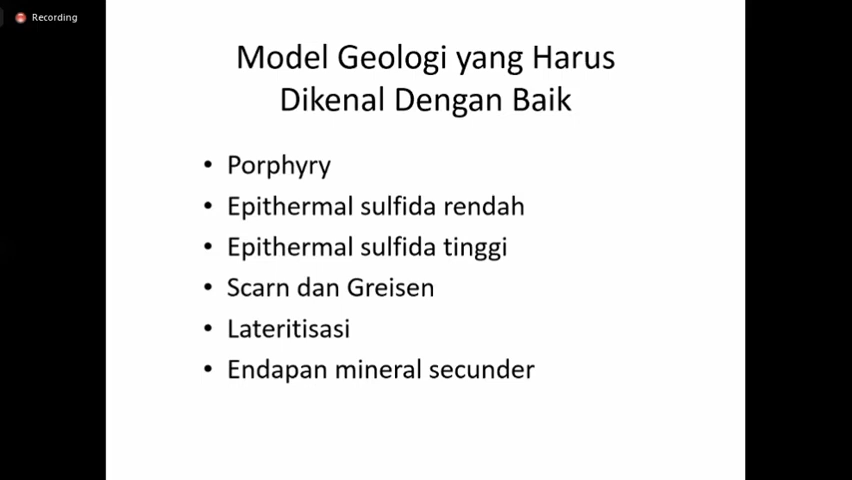 Recording
Model Geologi yang Harus
Dikenal Dengan Baik
• Porphyry
• Epithermal sulfida rendah
• Epithermal sulfida tinggi
• Scarn dan Greisen
• Lateritisasi
• Endapan mineral secunder